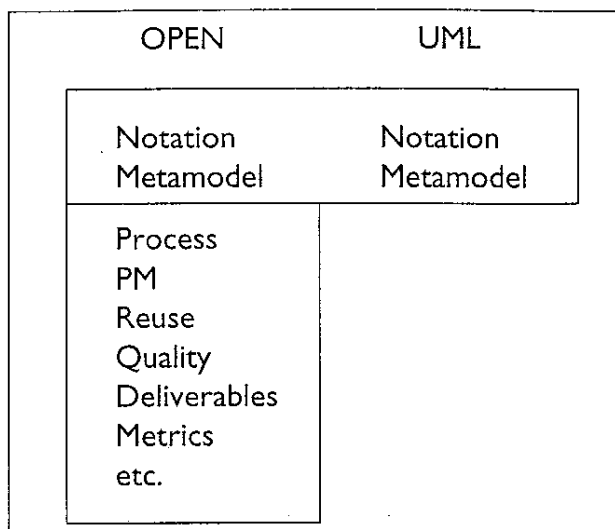 OPEN UML
Notation Notation
Metamodel Metamodel
Process
PM
Reuse
Quality
Deliverables
Metrics
etc.